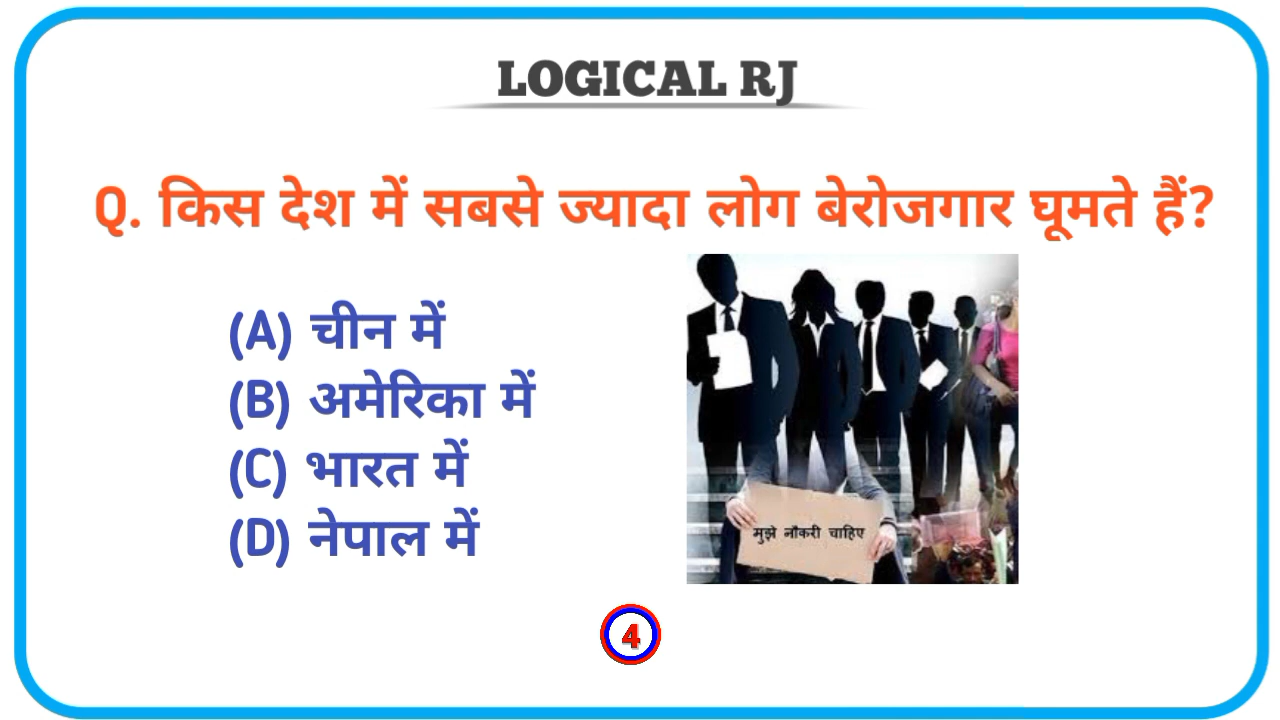 LOGICAL RJ
Q. किस देश में सबसे ज्यादा लोग बेरोजगार घूमते हैं?
(A) चीन में
(B) अमेरिका में
(C) भारत में
(D) नेपाल में
मुझे नौकरी चाहिए
4